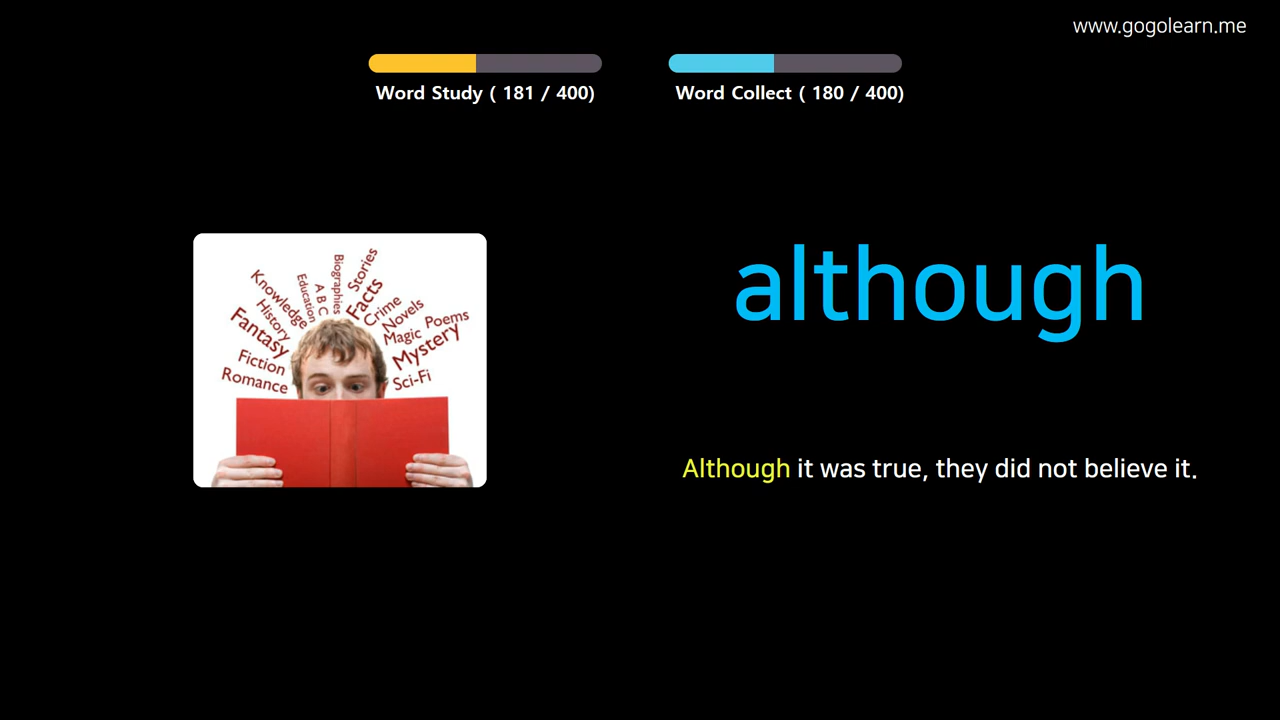 www.gogolearn.me
Word Study ( 181 / 400)
Word Collect ( 180 / 400)
although
Although it was true, they did not believe it.
Knowledge
History
Fantasy
Fiction
Romance
Education
A B C
Biographies
Stories
Facts
Crime
Novels
Magic
Poems
Mystery
Sci-Fi